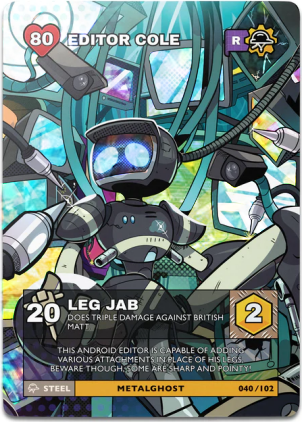 80 EDITOR COLE R
20 LEG JAB 2
DOES TRIPLE DAMAGE AGAINST BRITISH
MATT
THIS ANDROID EDITOR IS CAPABLE OF ADDING
VARIOUS ATTACHMENTS IN PLACE OF HIS LEGS.
BEWARE THOUGH, SOME ARE SHARP AND POINTY!
STEEL METALGHOST 040/102